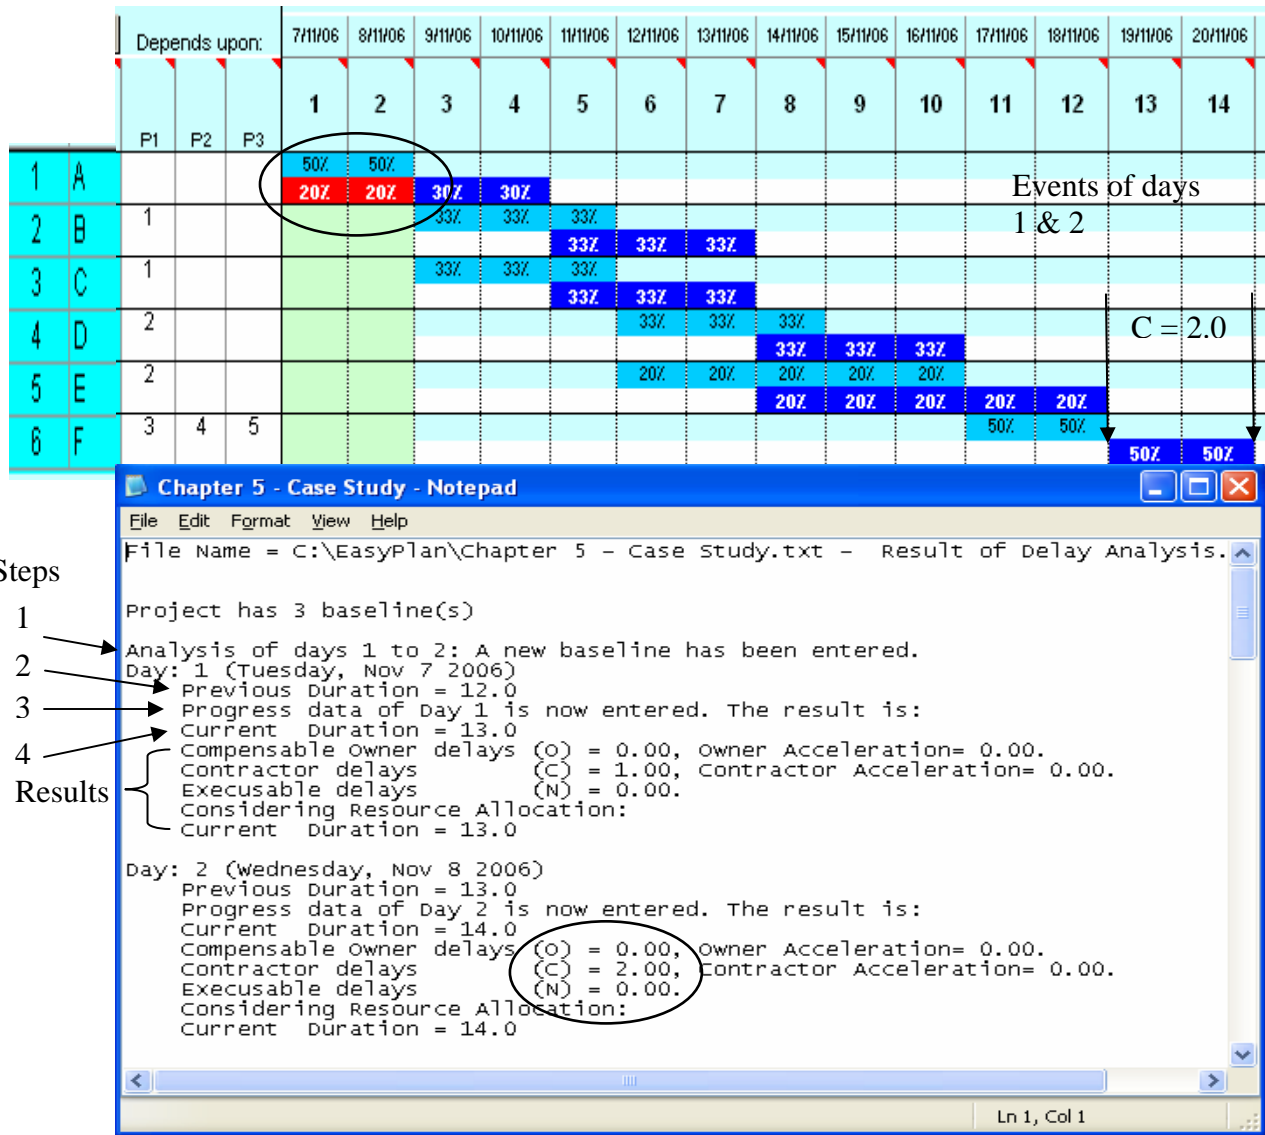 Depends upon: 7/11/06 8/11/06 9/11/06 10/11/06 11/11/06 12/11/06 13/11/06 14/11/06 15/11/06 16/11/06 17/11/06 18/11/06 19/11/06 20/11/06
1 2 3 4 5 6 7 8 9 10 11 12 13 14
P1 P2 P3
1 A 50% 50%
20% 20% 30% 30%
Events of days
1 & 2
2 B 1 33% 33% 33%
33% 33% 33%
3 C 1 33% 33% 33%
33% 33% 33%
4 D 2 33% 33% 33%
33% 33% 33%
C = 2.0
5 E 2 20% 20% 20% 20% 20%
20% 20% 20% 20% 20%
6 F 3 4 5 50% 50%
50% 50%
Chapter 5 - Case Study - Notepad
File Edit Format View Help
File Name = C:\EasyPlan\Chapter 5 - Case Study.txt - Result of Delay Analysis.
Steps
Project has 3 baseline(s)
1
Analysis of days 1 to 2: A new baseline has been entered.
Day: 1 (Tuesday, Nov 7 2006)
2
Previous Duration = 12.0
3
Progress data of Day 1 is now entered. The result is:
4
Current Duration = 13.0
Results
Compensable Owner delays (O) = 0.00, Owner Acceleration= 0.00.
Contractor delays (C) = 1.00, Contractor Acceleration= 0.00.
Execusable delays (N) = 0.00.
Considering Resource Allocation:
Current Duration = 13.0
Day: 2 (Wednesday, Nov 8 2006)
Previous Duration = 13.0
Progress data of Day 2 is now entered. The result is:
Current Duration = 14.0
Compensable Owner delays (O) = 0.00, Owner Acceleration= 0.00.
Contractor delays (C) = 2.00, Contractor Acceleration= 0.00.
Execusable delays (N) = 0.00.
Considering Resource Allocation:
Current Duration = 14.0
Ln 1, Col 1